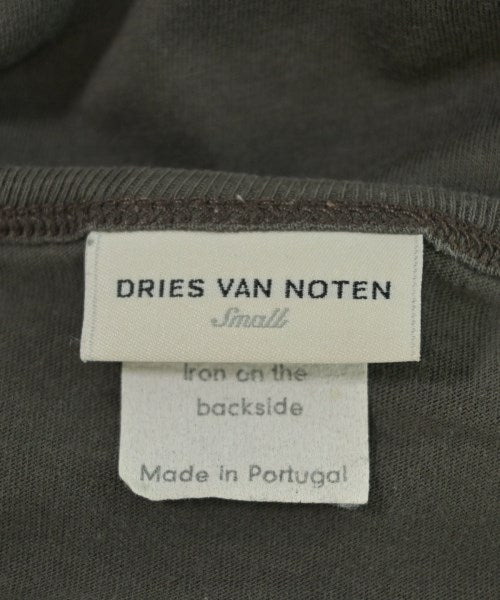 DRIES VAN NOTEN
Small
Iron on the
backside
Made in Portugal